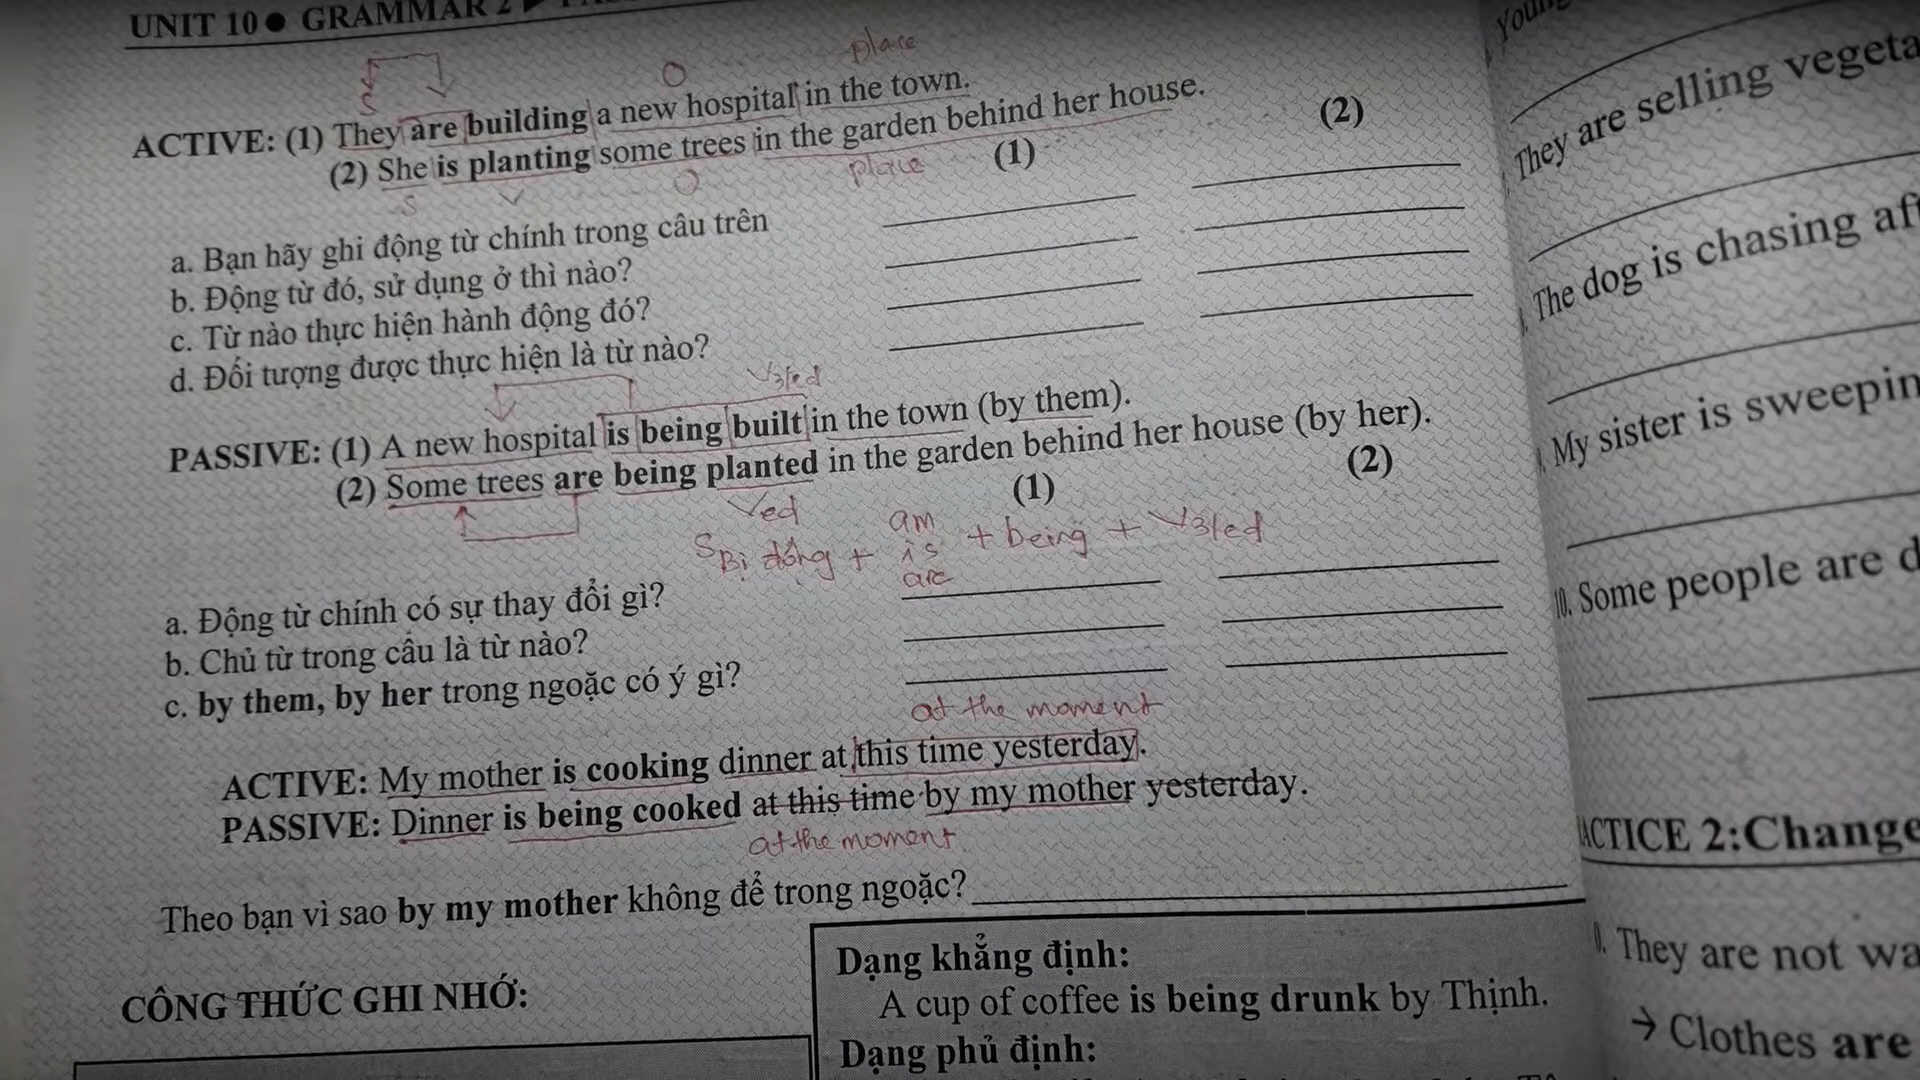 UNIT 10 ● GRAMMAR 2
place
S
O
ACTIVE: (1) They are building a new hospital in the town.
(2) She is planting some trees in the garden behind her house.
S
V
O
place
(1)
(2)
a. Bạn hãy ghi động từ chính trong câu trên
b. Động từ đó, sử dụng ở thì nào?
c. Từ nào thực hiện hành động đó?
d. Đối tượng được thực hiện là từ nào?
V3/ed
PASSIVE: (1) A new hospital is being built in the town (by them).
(2) Some trees are being planted in the garden behind her house (by her).
Ved
(1)
(2)
am
S Bị động + is + being + V3/ed
are
a. Động từ chính có sự thay đổi gì?
b. Chủ từ trong câu là từ nào?
c. by them, by her trong ngoặc có ý gì?
at the moment
ACTIVE: My mother is cooking dinner at this time yesterday.
PASSIVE: Dinner is being cooked at this time by my mother yesterday.
at the moment
Theo bạn vì sao by my mother không để trong ngoặc?
CÔNG THỨC GHI NHỚ:
Dạng khẳng định:
A cup of coffee is being drunk by Thịnh.
Dạng phủ định:
They are selling
The dog is chasing
My sister is
10. Some people are
ACTICE 2: Change
They are not
→ Clothes are